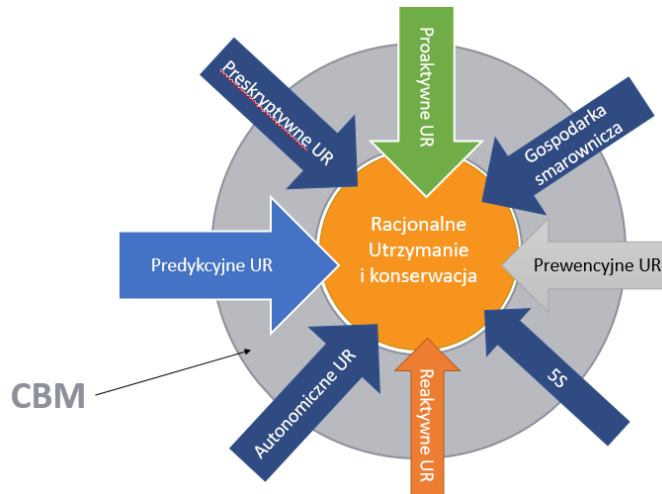 Proaktywne UR
Preskryptywne UR
Gospodarka
smarownicza
Racjonalne
Utrzymanie
i konserwacja
Predykcyjne UR
Prewencyjne UR
CBM
Autonomiczne UR
Reaktywne UR
5S